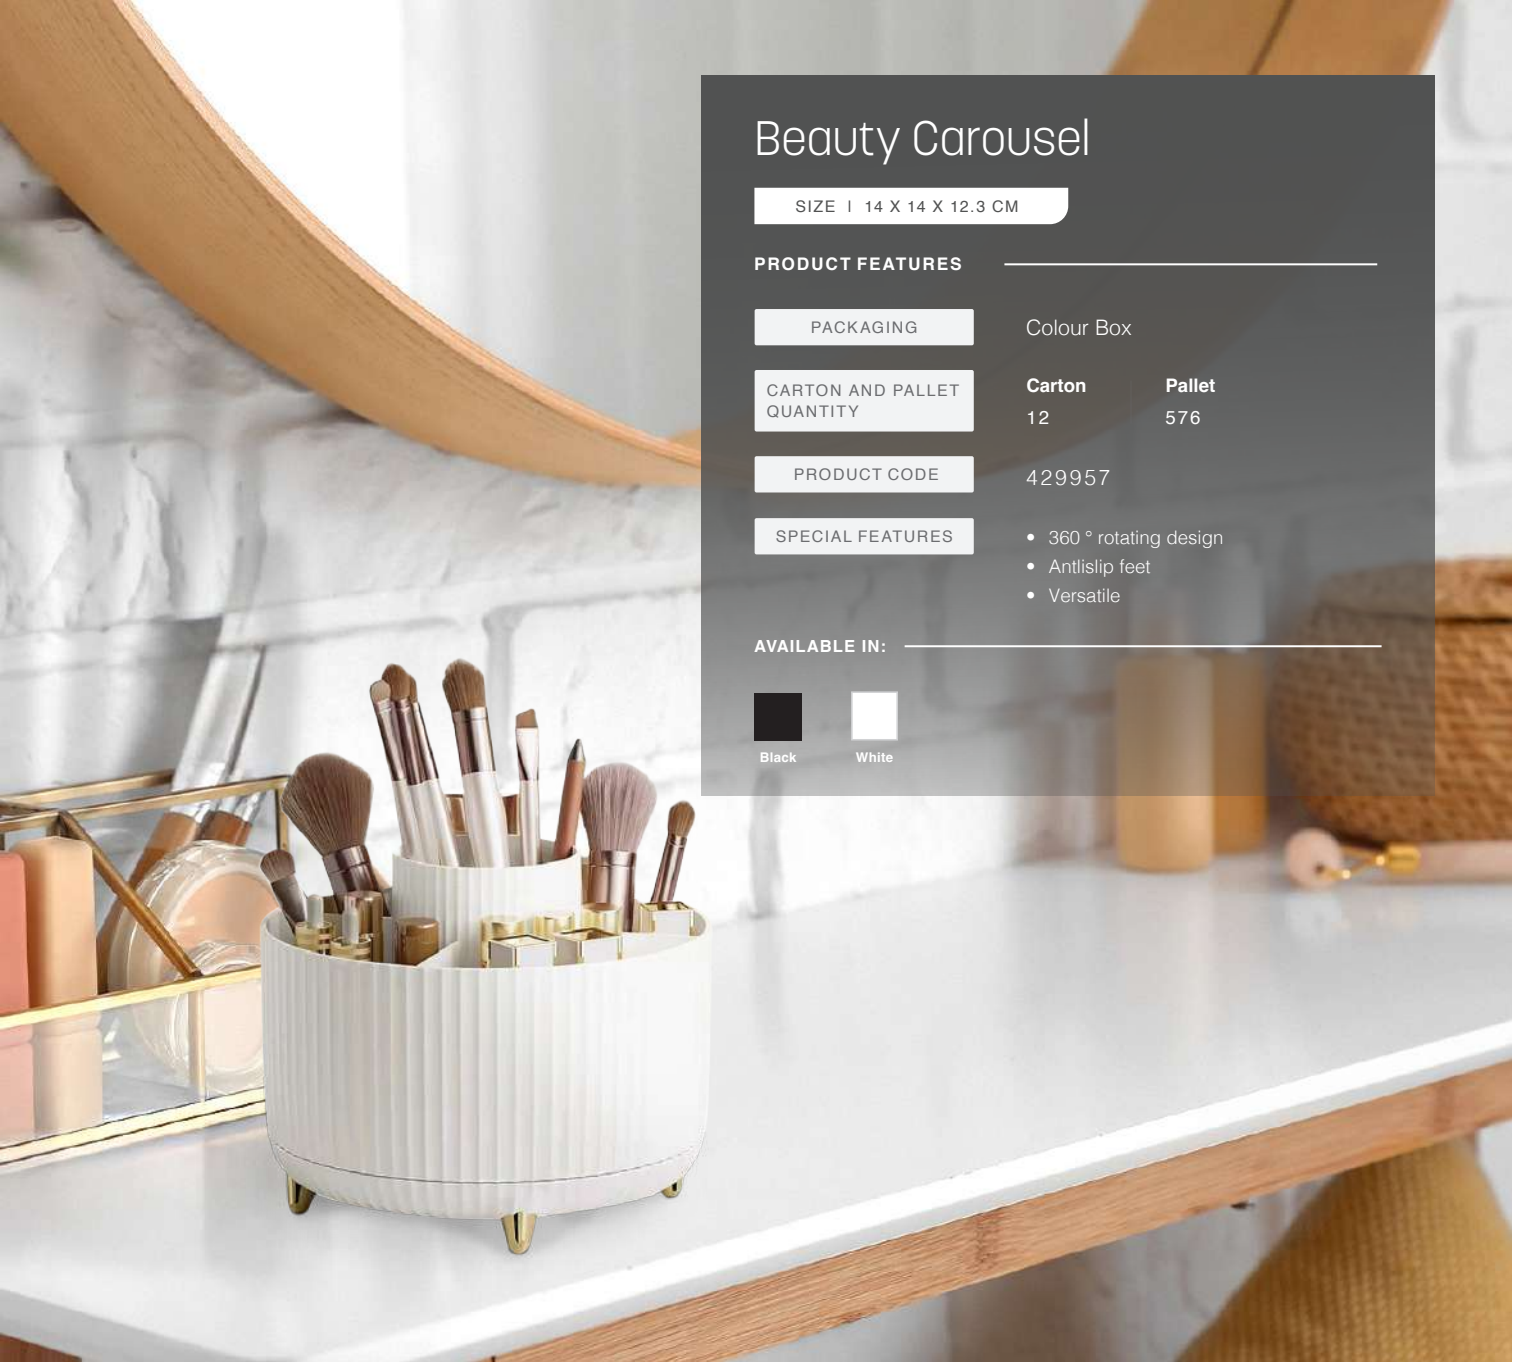 Beauty Carousel
SIZE | 14 X 14 X 12.3 CM
PRODUCT FEATURES
PACKAGING
Colour Box
CARTON AND PALLET
QUANTITY
Carton Pallet
12 576
PRODUCT CODE
429957
SPECIAL FEATURES
• 360 ° rotating design
• Antlislip feet
• Versatile
AVAILABLE IN:
Black White